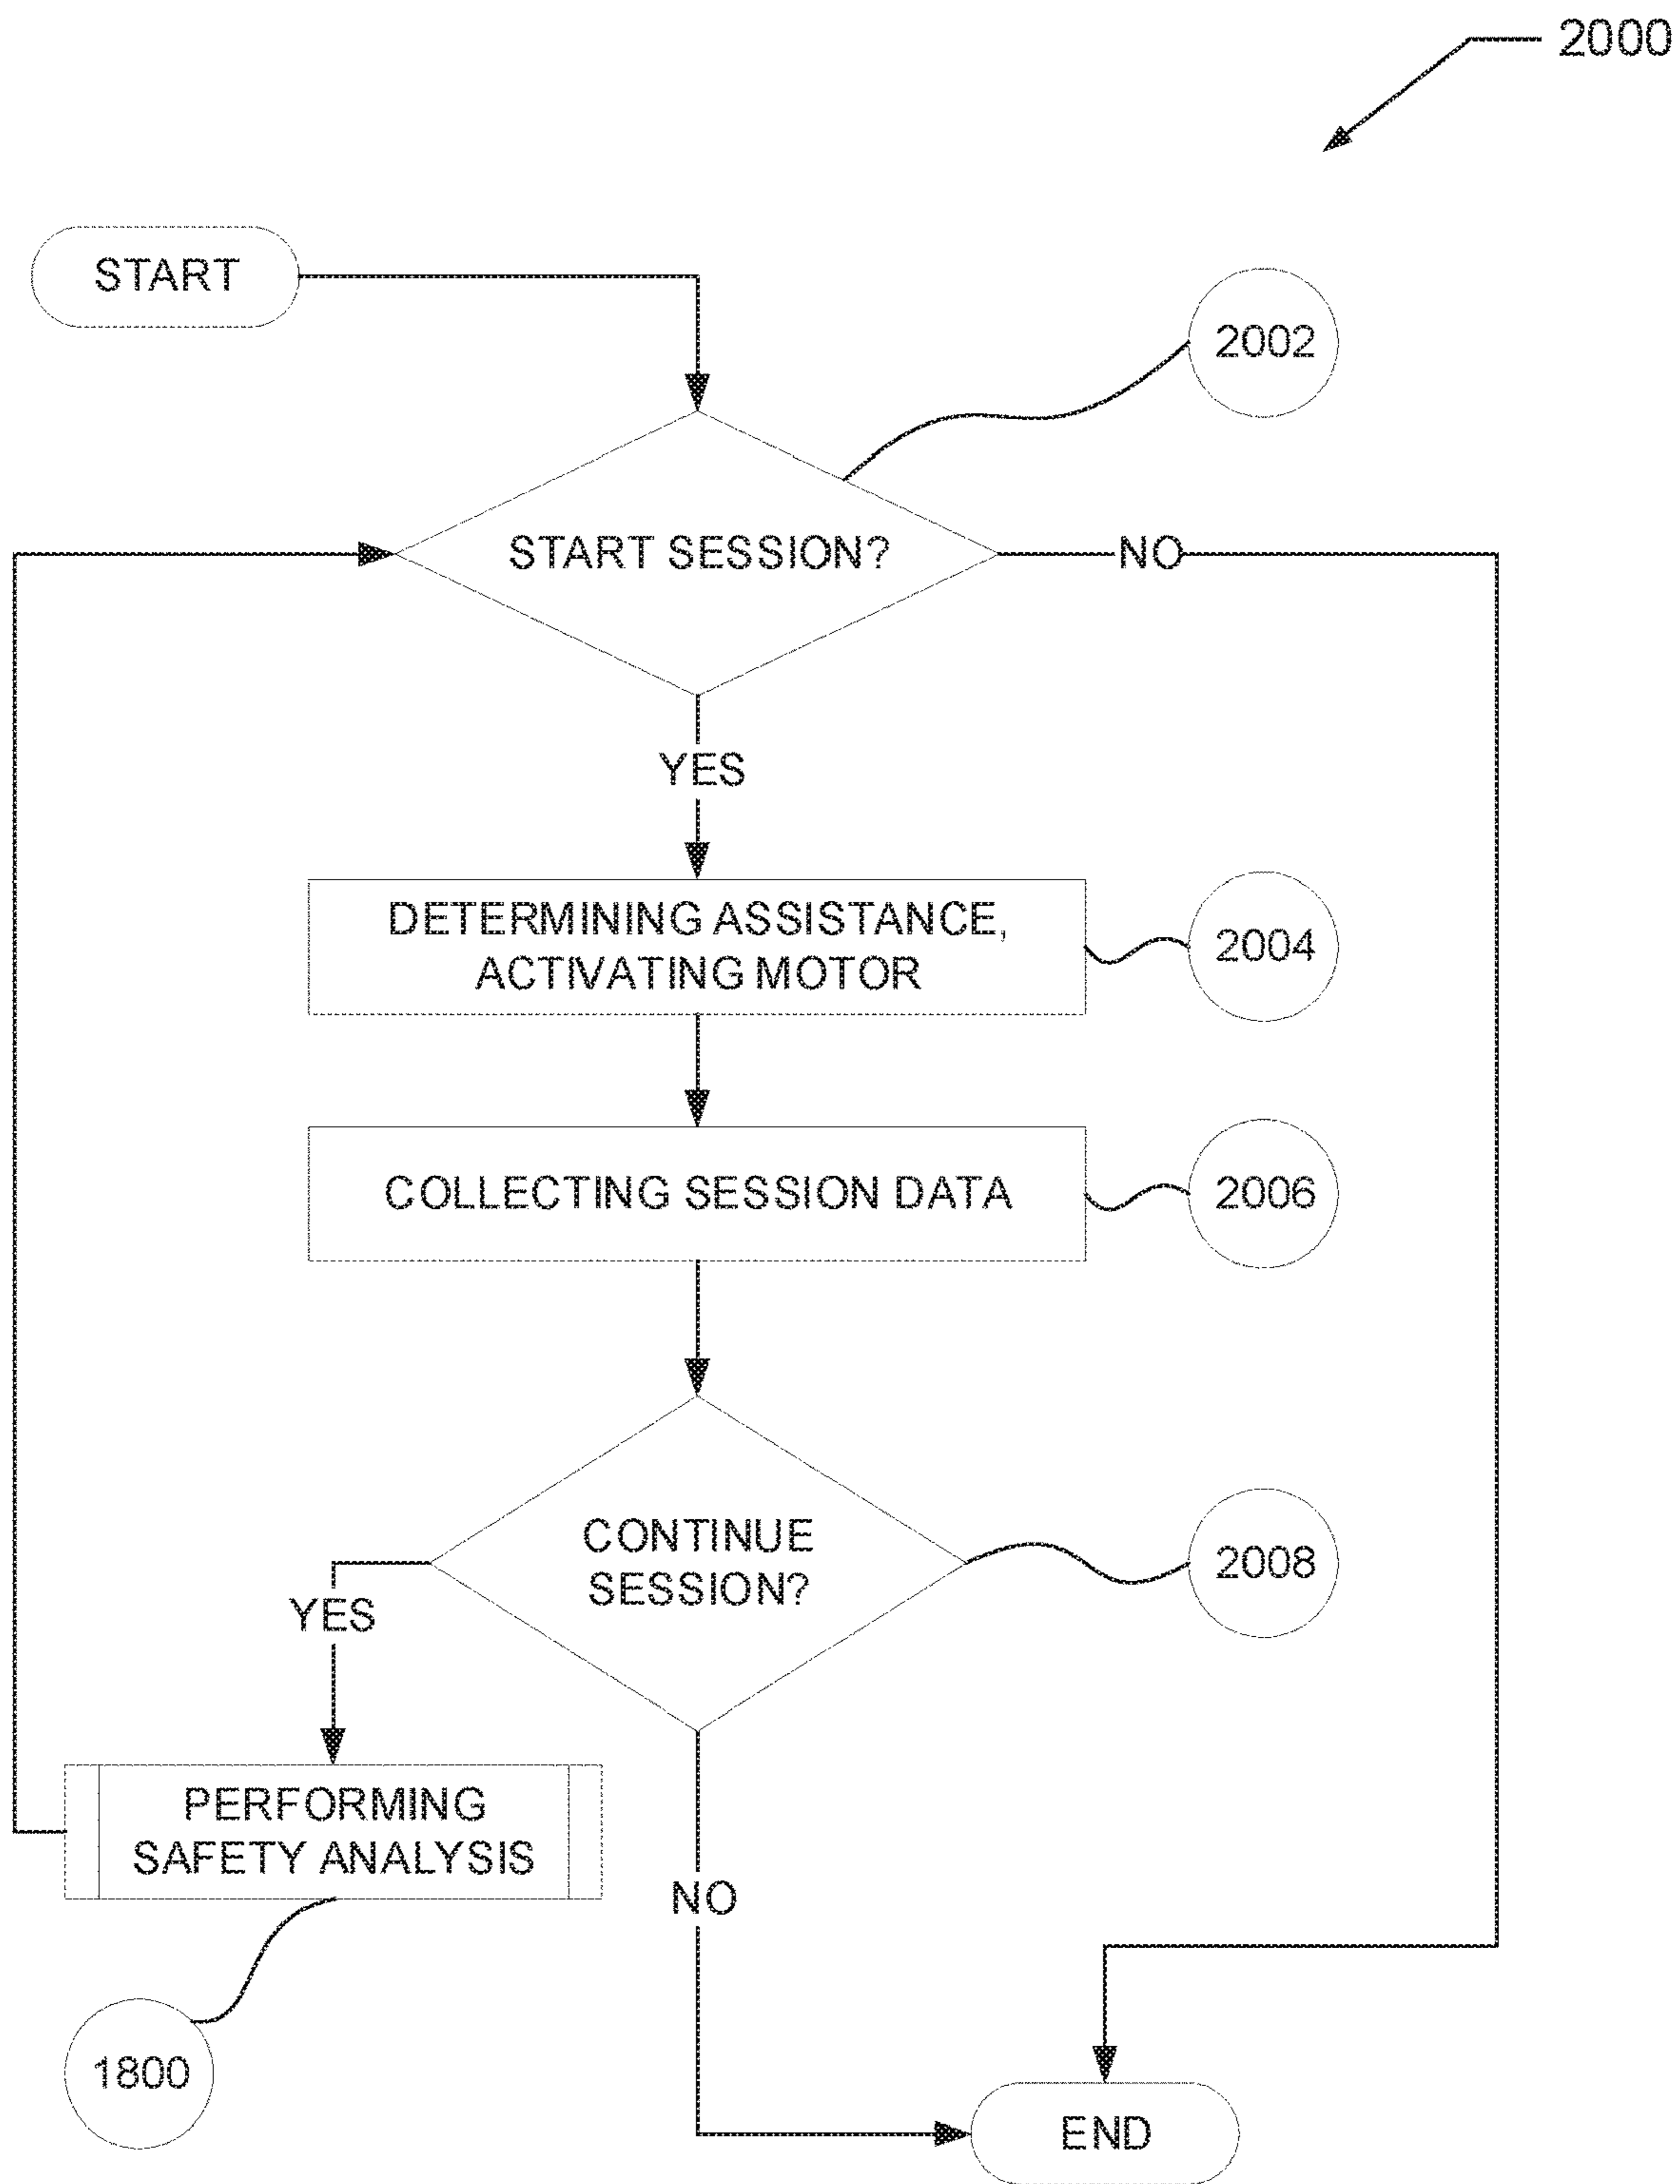 2000
START
2002
START SESSION?
NO
YES
DETERMINING ASSISTANCE,
ACTIVATING MOTOR
2004
COLLECTING SESSION DATA
2006
CONTINUE
SESSION?
2008
YES
PERFORMING
SAFETY ANALYSIS
NO
1800
END